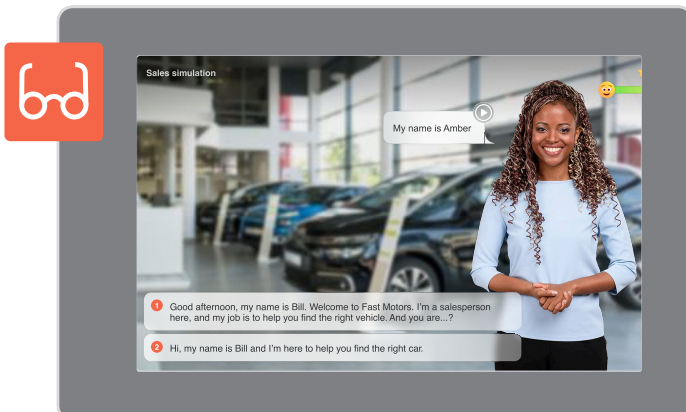 Sales simulation
My name is Amber
1 Good afternoon, my name is Bill. Welcome to Fast Motors. I'm a salesperson
here, and my job is to help you find the right vehicle. And you are...?
2 Hi, my name is Bill and I'm here to help you find the right car.